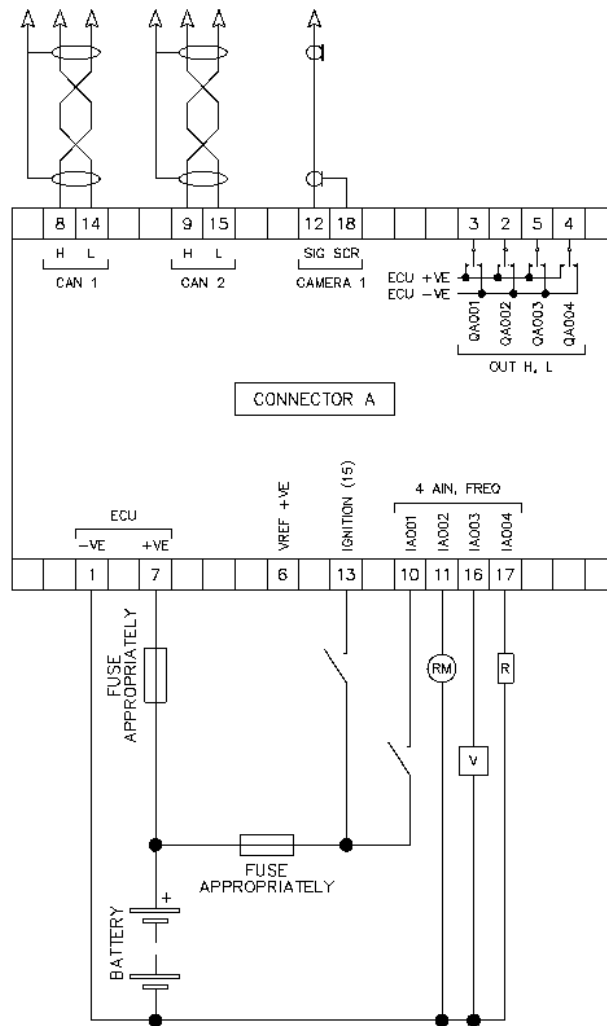 8 14 9 15 12 18 3 2 5 4
H L H L SIG SCR
CAN 1 CAN 2 CAMERA 1
ECU +VE
ECU -VE
QA001
QA002
QA003
QA004
OUT H, L
CONNECTOR A
ECU
-VE +VE
VREF +VE
IGNITION (15)
4 AIN, FREQ
IA001
IA002
IA003
IA004
1 7 6 13 10 11 16 17
FUSE
APPROPRIATELY
RM
R
V
FUSE
APPROPRIATELY
+
BATTERY